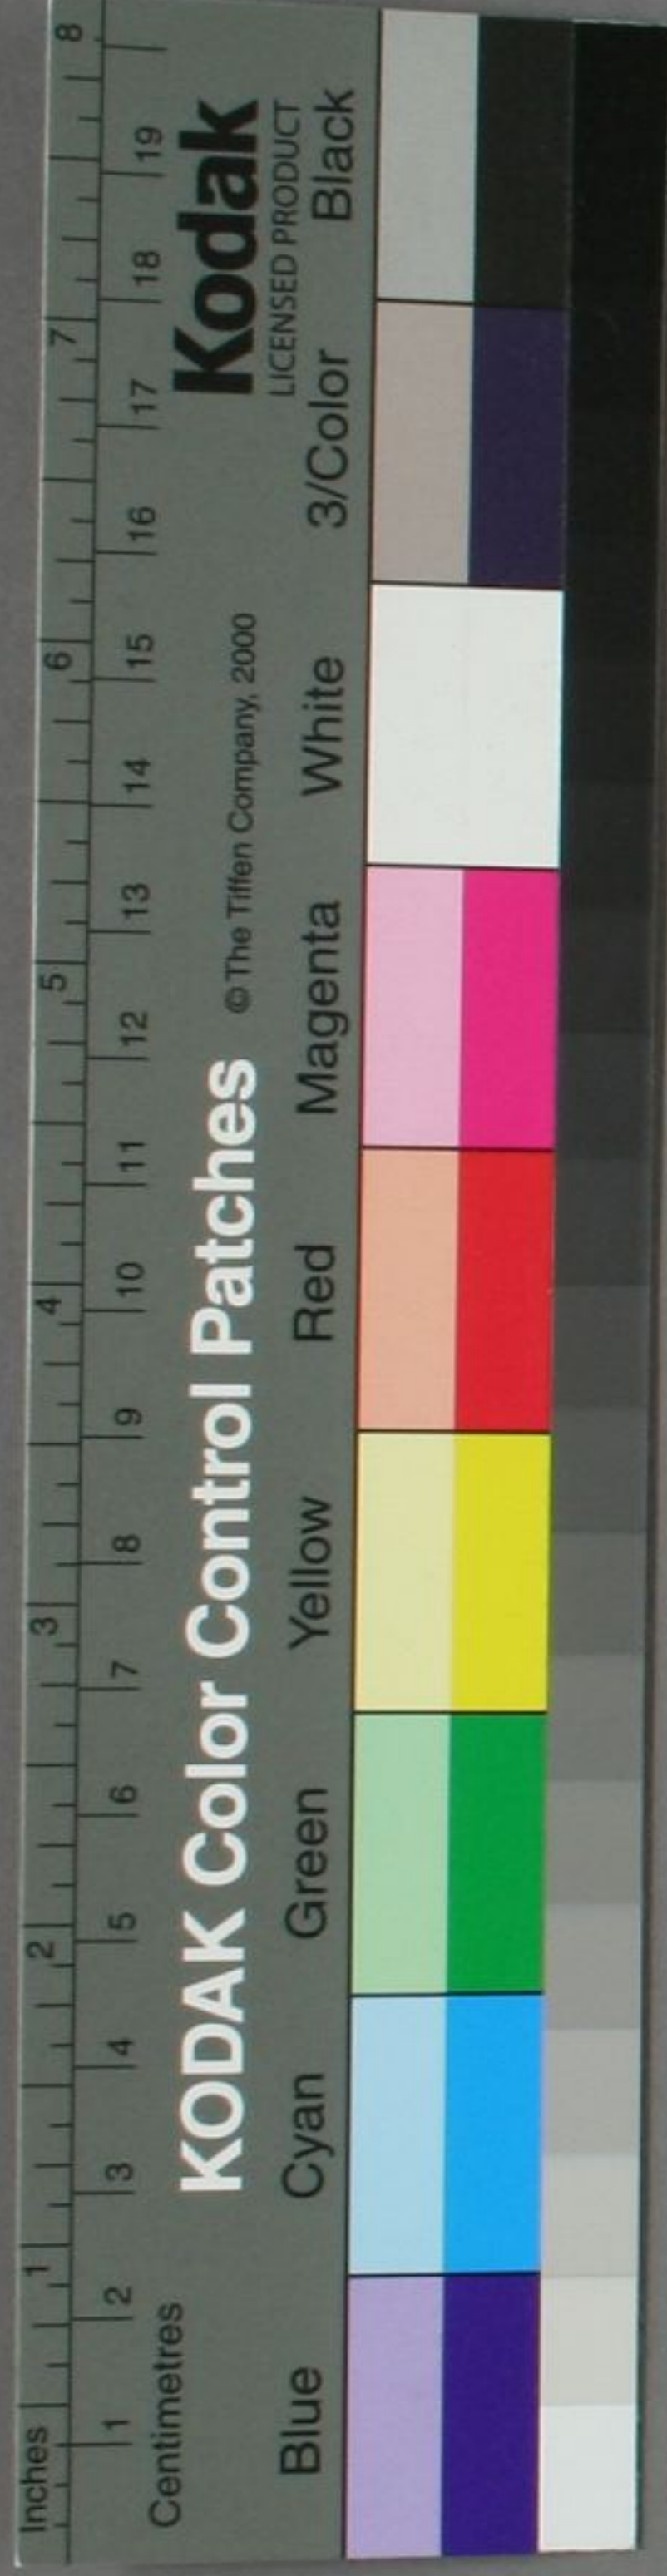 Inches 1 2 3 4 5 6 7 8
1 2 3 4 5 6 7 8 9 10 11 12 13 14 15 16 17 18 19
Centimetres
KODAK Color Control Patches
© The Tiffen Company, 2000
Kodak
LICENSED PRODUCT
Blue Cyan Green Yellow Red Magenta White 3/Color Black